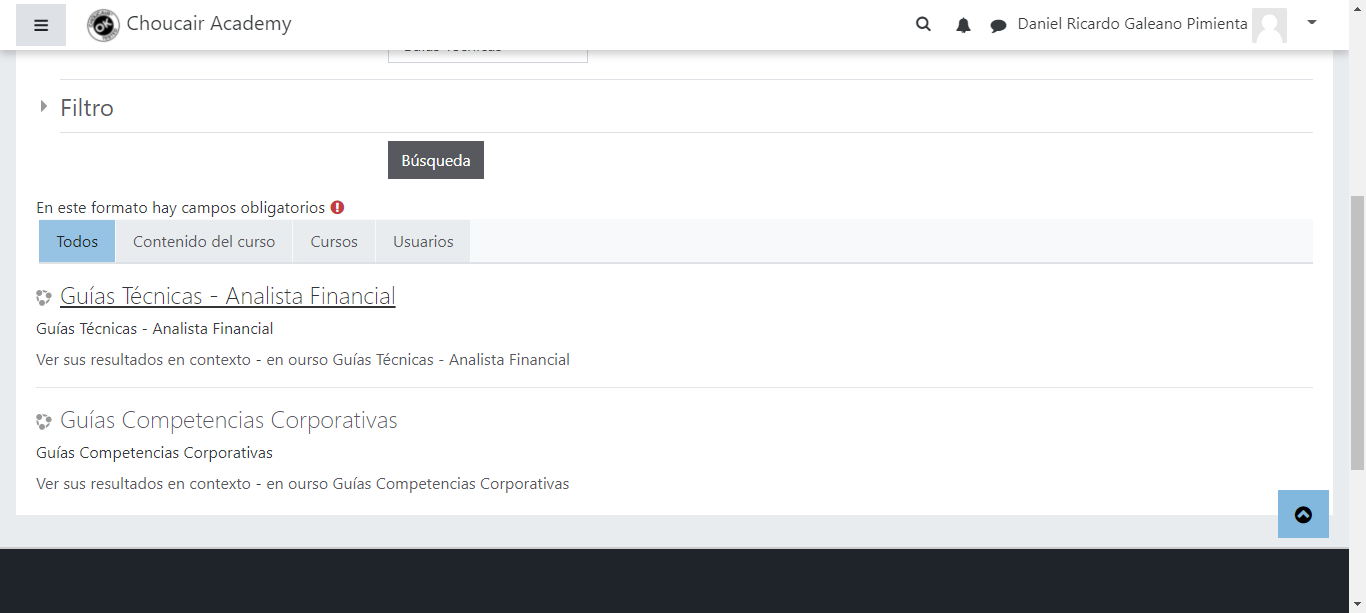 Choucair Academy
Daniel Ricardo Galeano Pimienta
Guías Técnicas
Filtro
Búsqueda
En este formato hay campos obligatorios
Todos
Contenido del curso
Cursos
Usuarios
Guías Técnicas - Analista Financial
Guías Técnicas - Analista Financial
Ver sus resultados en contexto - en ourso Guías Técnicas - Analista Financial
Guías Competencias Corporativas
Guías Competencias Corporativas
Ver sus resultados en contexto - en ourso Guías Competencias Corporativas